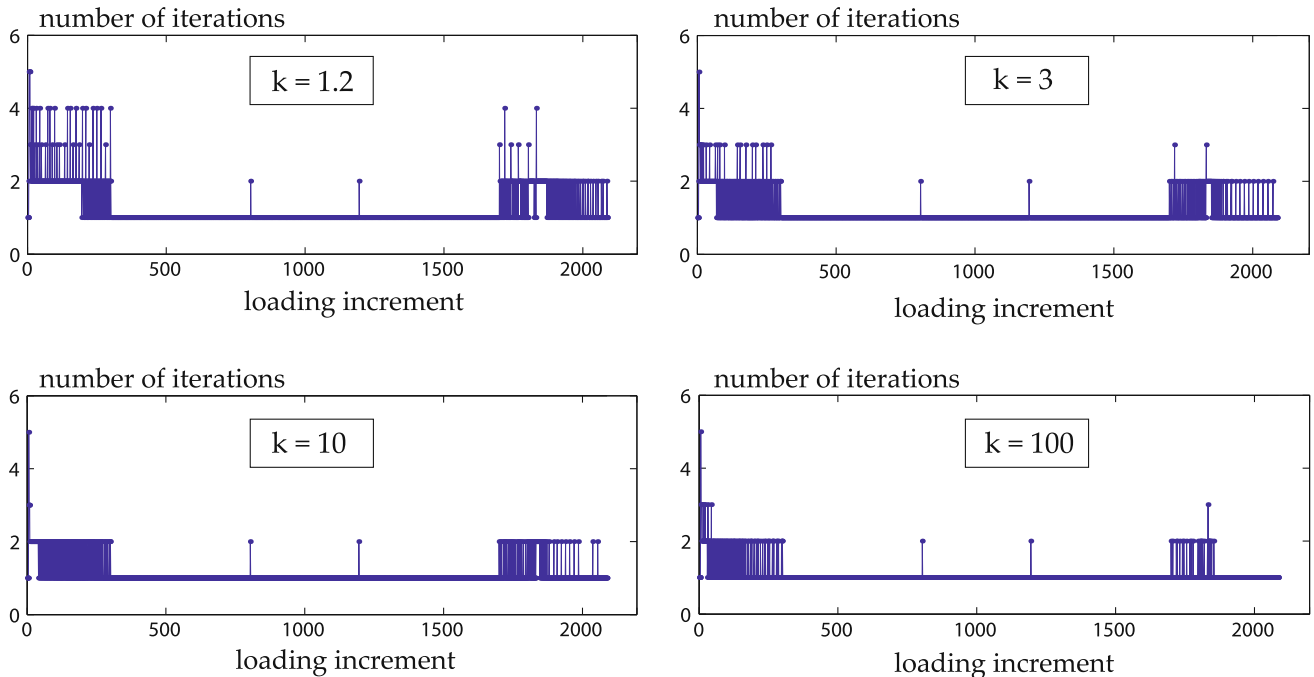 number of iterations
6
k = 1.2
4
2
0
0 500 1000 1500 2000
loading increment
number of iterations
6
k = 3
4
2
0
0 500 1000 1500 2000
loading increment
number of iterations
6
k = 10
4
2
0
0 500 1000 1500 2000
loading increment
number of iterations
6
k = 100
4
2
0
0 500 1000 1500 2000
loading increment